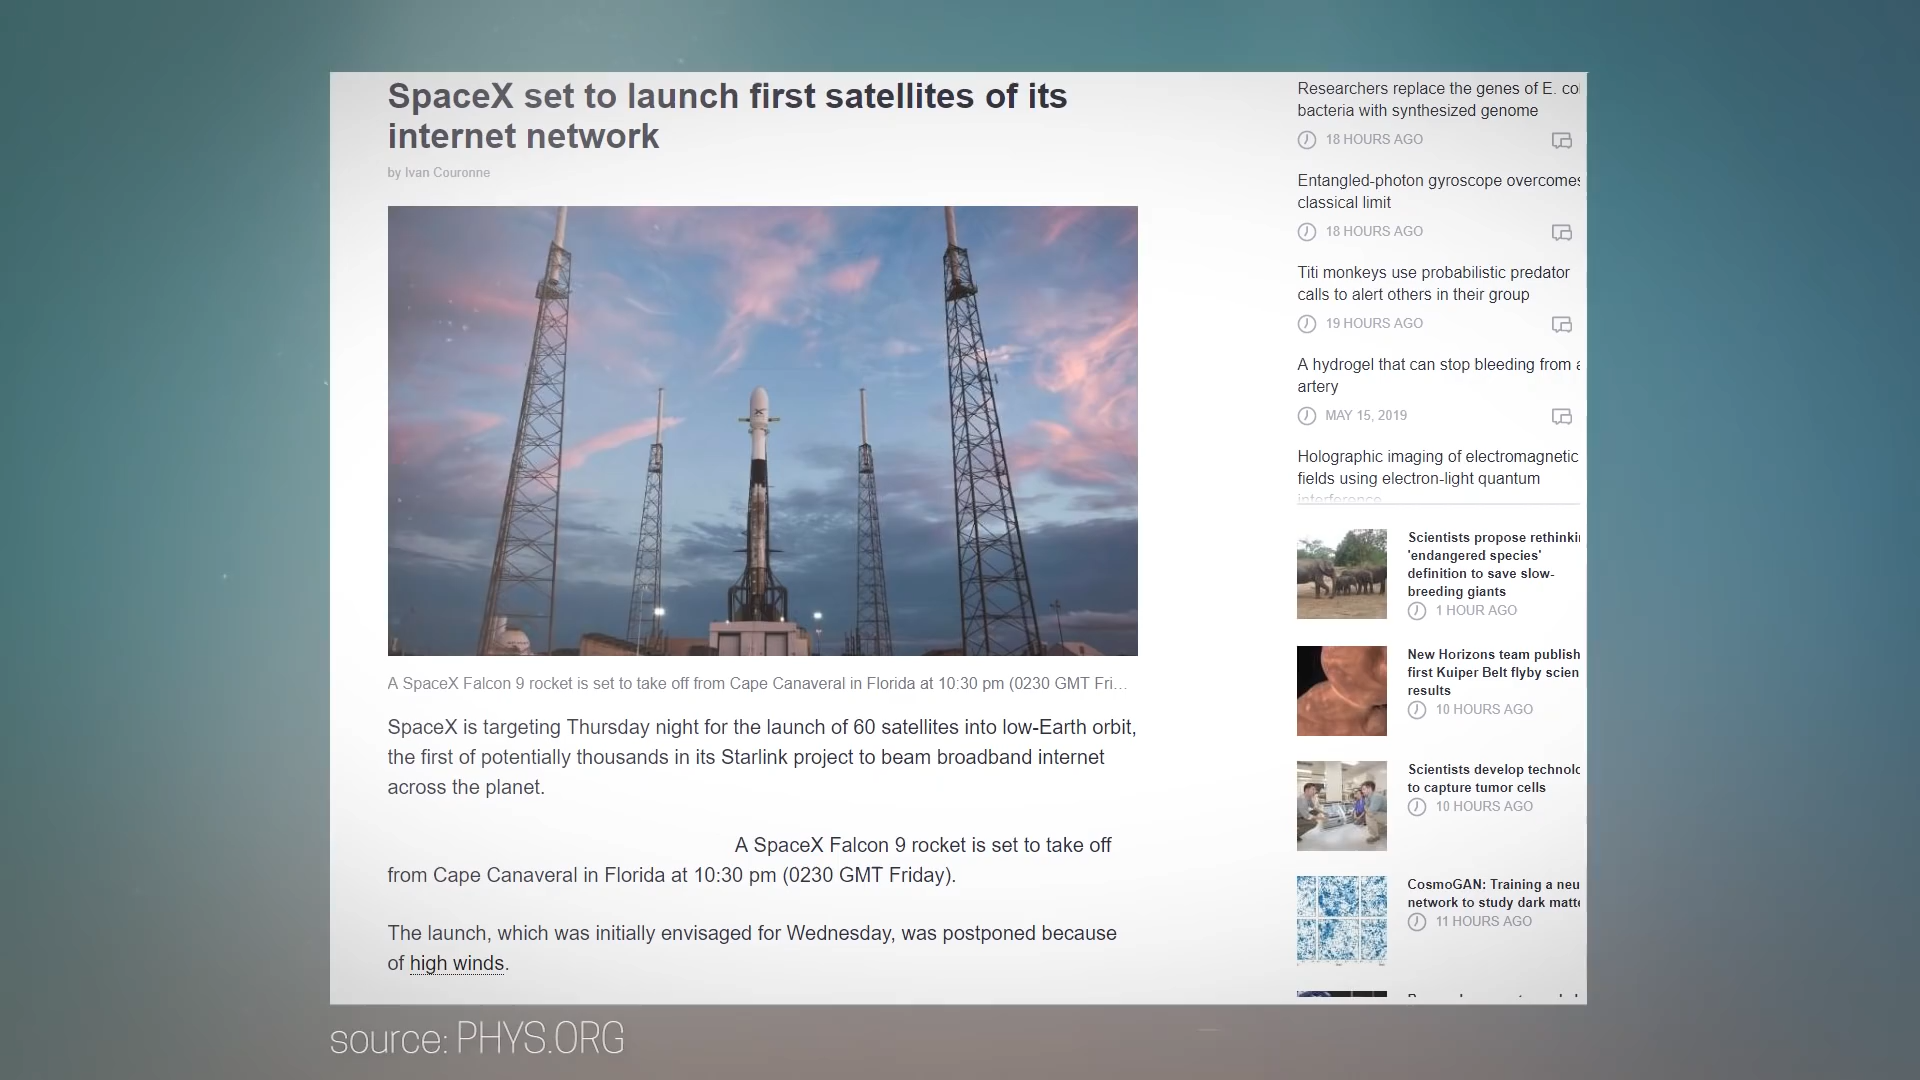 SpaceX set to launch first satellites of its
internet network
by Ivan Couronne
A SpaceX Falcon 9 rocket is set to take off from Cape Canaveral in Florida at 10:30 pm (0230 GMT Fri...
SpaceX is targeting Thursday night for the launch of 60 satellites into low-Earth orbit,
the first of potentially thousands in its Starlink project to beam broadband internet
across the planet.
A SpaceX Falcon 9 rocket is set to take off
from Cape Canaveral in Florida at 10:30 pm (0230 GMT Friday).
The launch, which was initially envisaged for Wednesday, was postponed because
of high winds.
Researchers replace the genes of E. co
bacteria with synthesized genome
18 HOURS AGO
Entangled-photon gyroscope overcomes
classical limit
18 HOURS AGO
Titi monkeys use probabilistic predator
calls to alert others in their group
19 HOURS AGO
A hydrogel that can stop bleeding from a
artery
MAY 15, 2019
Holographic imaging of electromagnetic
fields using electron-light quantum
interference
Scientists propose rethinki
'endangered species'
definition to save slow-
breeding giants
1 HOUR AGO
New Horizons team publish
first Kuiper Belt flyby scien
results
10 HOURS AGO
Scientists develop technolo
to capture tumor cells
10 HOURS AGO
CosmoGAN: Training a neu
network to study dark matte
11 HOURS AGO
source: PHYS.ORG